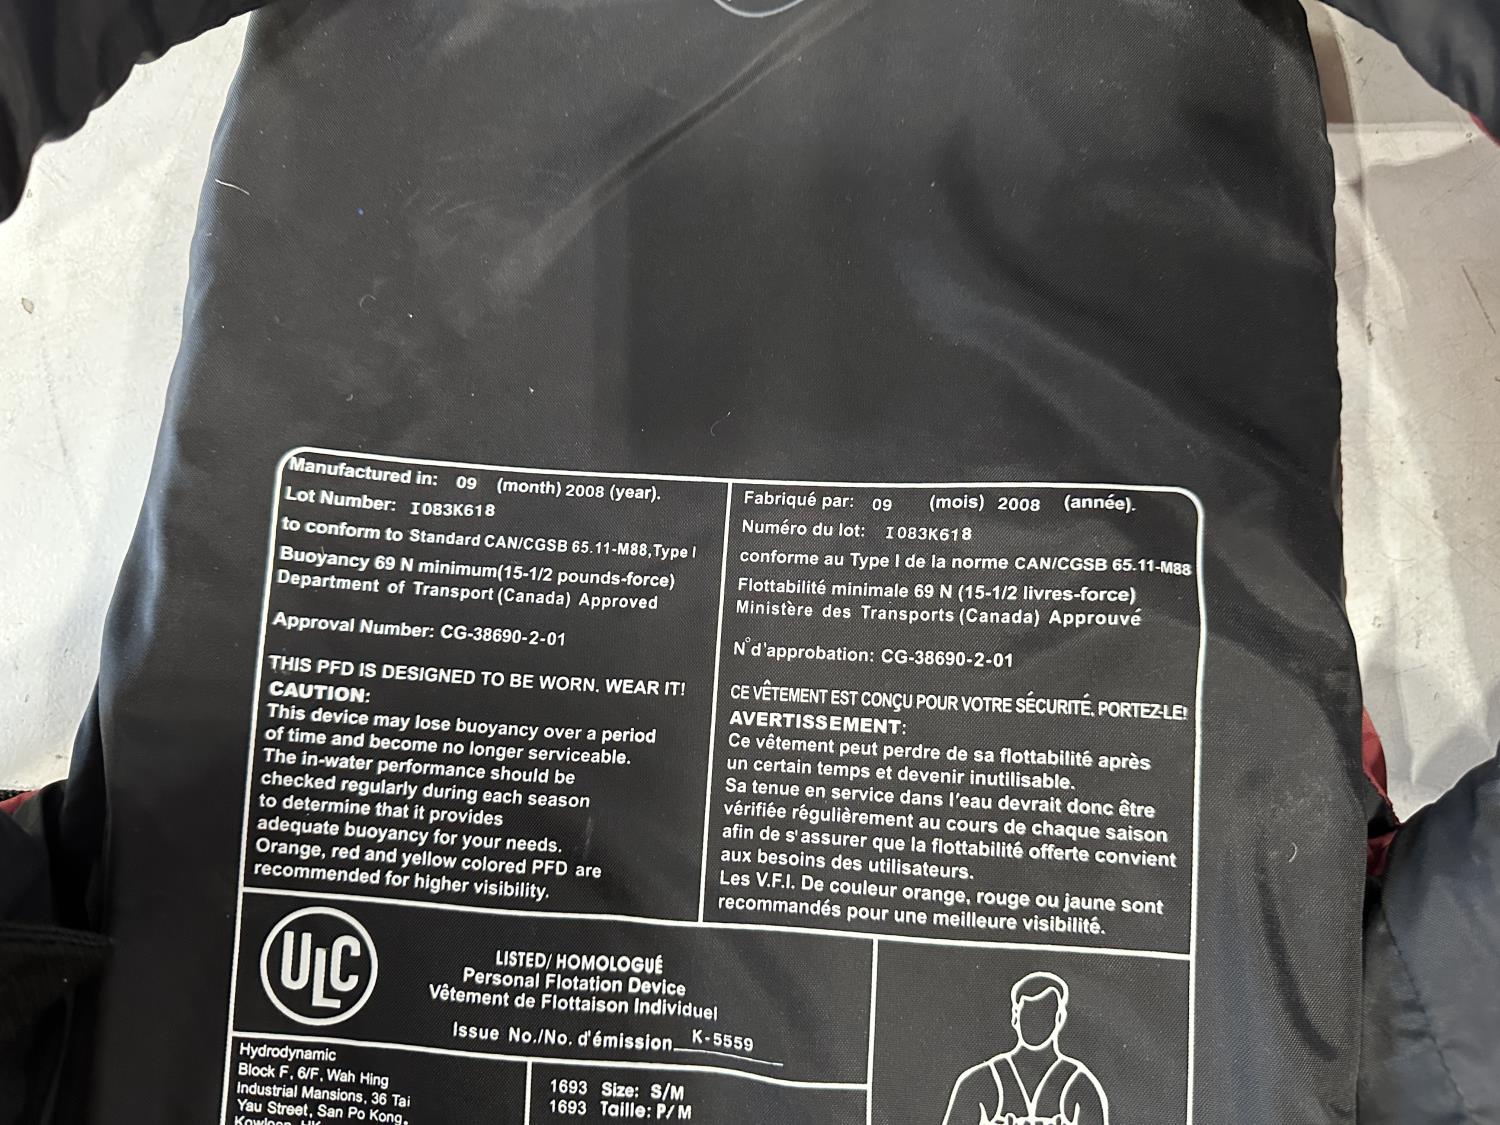 Manufactured in: 09 (month) 2008 (year).
Lot Number: I083K618
to conform to Standard CAN/CGSB 65.11-M88,Type I
Buoyancy 69 N minimum(15-1/2 pounds-force)
Department of Transport (Canada) Approved
Approval Number: CG-38690-2-01
THIS PFD IS DESIGNED TO BE WORN. WEAR IT!
CAUTION:
This device may lose buoyancy over a period
of time and become no longer serviceable.
The in-water performance should be
checked regularly during each season
to determine that it provides
adequate buoyancy for your needs.
Orange, red and yellow colored PFD are
recommended for higher visibility.
Fabriqué par: 09 (mois) 2008 (année).
Numéro du lot: I083K618
conforme au Type I de la norme CAN/CGSB 65.11-M88
Flottabilité minimale 69 N (15-1/2 livres-force)
Ministère des Transports (Canada) Approuvé
N°d'approbation: CG-38690-2-01
CE VÊTEMENT EST CONÇU POUR VOTRE SÉCURITÉ, PORTEZ-LE!
AVERTISSEMENT:
Ce vêtement peut perdre de sa flottabilité après
un certain temps et devenir inutilisable.
Sa tenue en service dans l'eau devrait donc être
vérifiée régulièrement au cours de chaque saison
afin de s'assurer que la flottabilité offerte convient
aux besoins des utilisateurs.
Les V.F.I. De couleur orange, rouge ou jaune sont
recommandés pour une meilleure visibilité.
ULC
LISTED/ HOMOLOGUÉ
Personal Flotation Device
Vêtement de Flottaison Individuel
Issue No./No. d'émission K-5559
Hydrodynamic
Block F, 6/F, Wah Hing
Industrial Mansions, 36 Tai
Yau Street, San Po Kong,
Kowloon, HK
1693 Size: S/M
1693 Taille: P/M